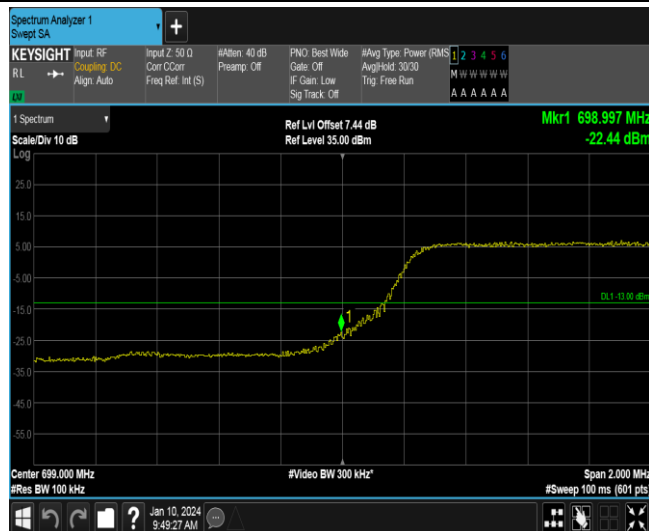 Spectrum Analyzer 1
Swept SA
KEYSIGHT
RL
Input: RF
Coupling: DC
Align: Auto
Input Z: 50 Ω
Corr CCorr
Freq Ref: Int (S)
#Atten: 40 dB
Preamp: Off
PNO: Best Wide
Gate: Off
IF Gain: Low
Sig Track: Off
#Avg Type: Power (RMS
Avg|Hold: 30/30
Trig: Free Run
1 2 3 4 5 6
M W W W W W
A A A A A A
1 Spectrum
Scale/Div 10 dB
Log
Ref Lvl Offset 7.44 dB
Ref Level 35.00 dBm
Mkr1 698.997 MHz
-22.44 dBm
25.0
15.0
5.00
-5.00
-15.0
-25.0
-35.0
-45.0
-55.0
DL1 -13.00 dBm
1
Center 699.000 MHz
#Res BW 100 kHz
#Video BW 300 kHz*
Span 2.000 MHz
#Sweep 100 ms (601 pts)
?
Jan 10, 2024
9:49:27 AM